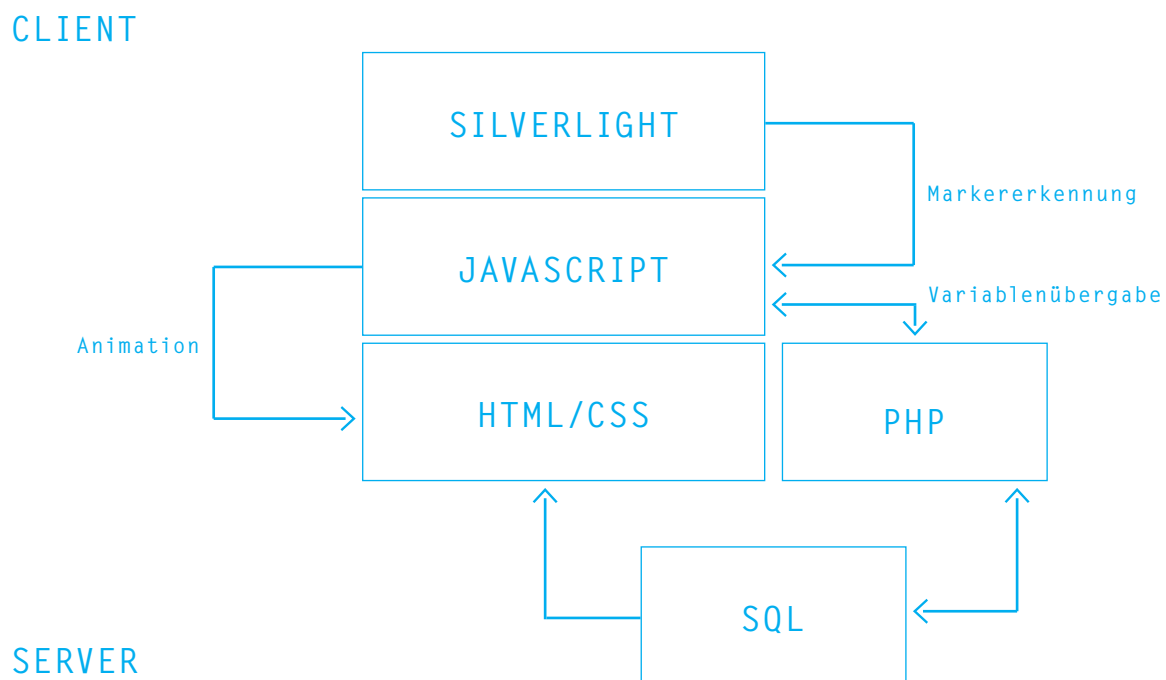 CLIENT
SILVERLIGHT
Markererkennung
JAVASCRIPT
Variablenübergabe
Animation
HTML/CSS
PHP
SQL
SERVER